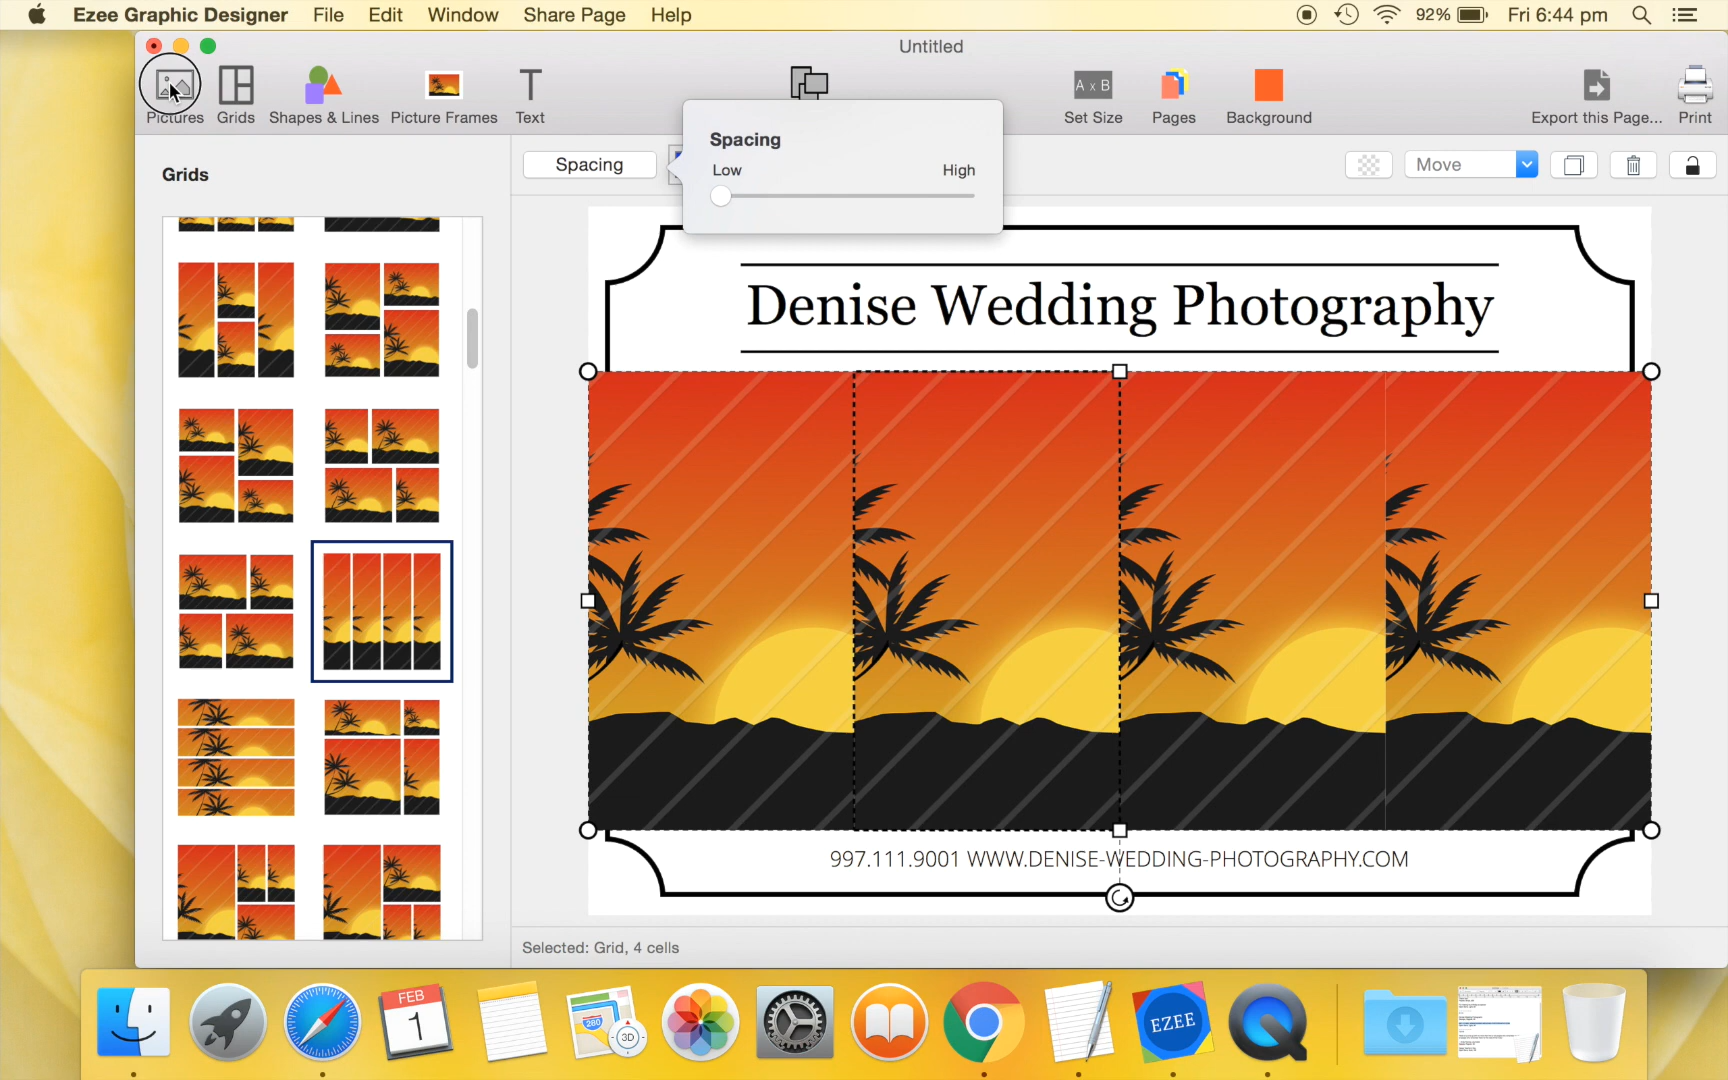 Ezee Graphic Designer File Edit Window Share Page Help
92% Fri 6:44 pm
Untitled
Pictures Grids Shapes & Lines Picture Frames Text
A x B
Set Size Pages Background Export this Page... Print
Grids
Spacing
Spacing
Low High
Move
Denise Wedding Photography
997.111.9001 WWW.DENISE-WEDDING-PHOTOGRAPHY.COM
Selected: Grid, 4 cells
FEB
1
280
3D
EZEE